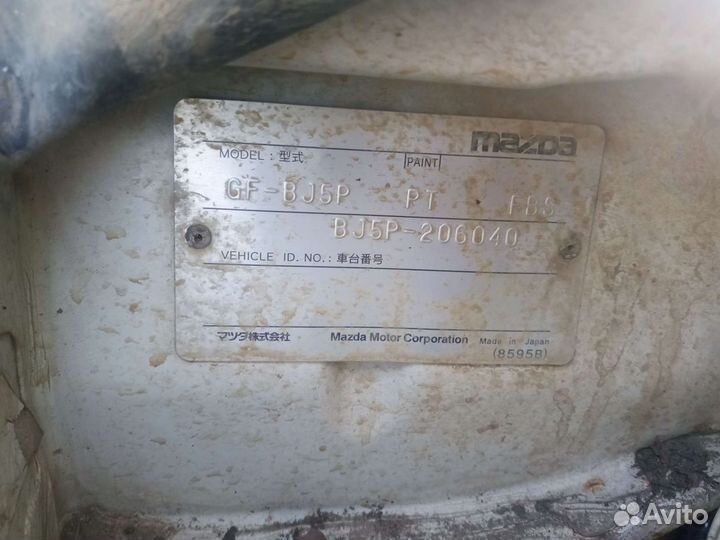 mazda
MODEL : 型式 PAINT
GF-BJ5P PT FBS
BJ5P-206040
VEHICLE ID. NO.: 車台番号
マツダ株式会社 Mazda Motor Corporation Made in Japan
(8595B)
Avito